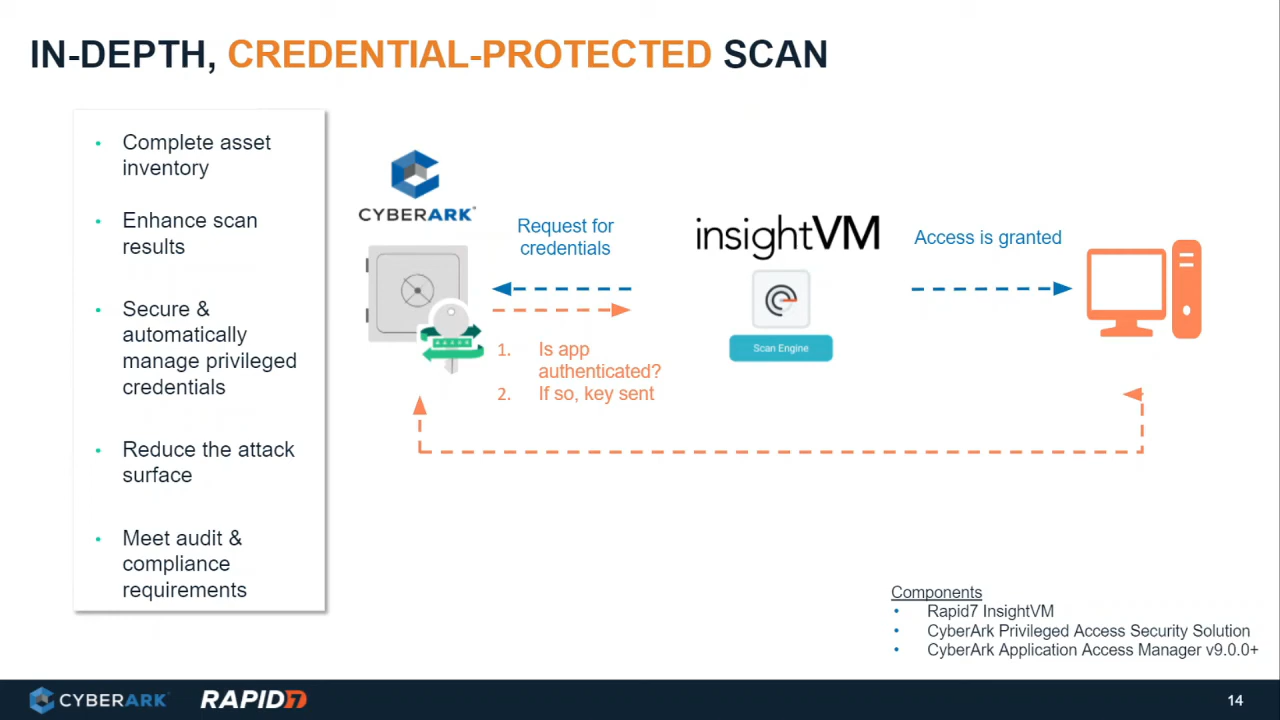 IN-DEPTH, CREDENTIAL-PROTECTED SCAN
• Complete asset
inventory
• Enhance scan
results
• Secure &
automatically
manage privileged
credentials
• Reduce the attack
surface
• Meet audit &
compliance
requirements
CYBERARK®
Request for
credentials
1. Is app
authenticated?
2. If so, key sent
insightVM
Scan Engine
Access is granted
Components
• Rapid7 InsightVM
• CyberArk Privileged Access Security Solution
• CyberArk Application Access Manager v9.0.0+
CYBERARK
RAPID7
14